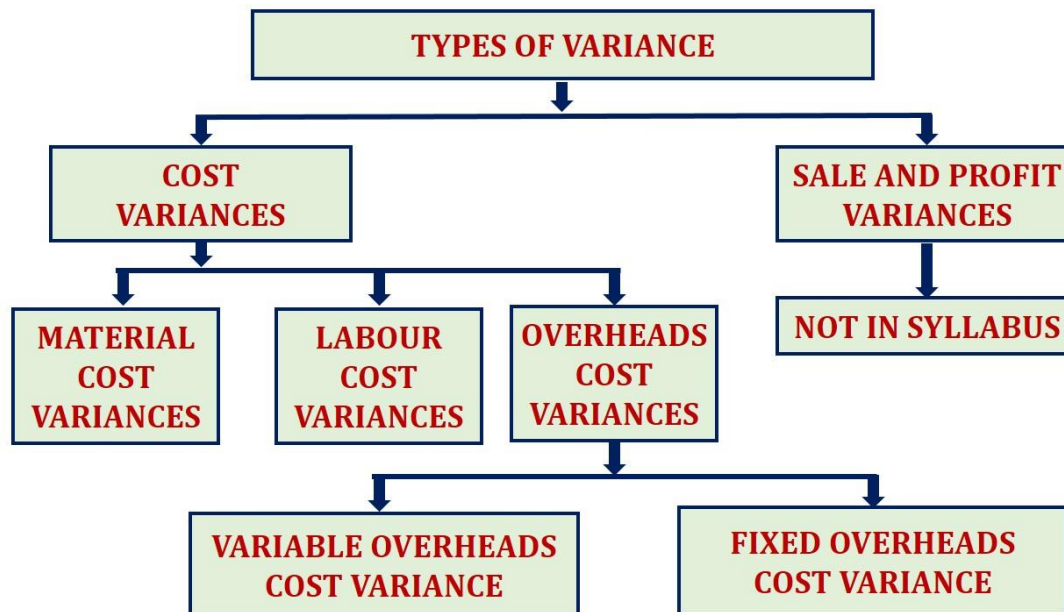 TYPES OF VARIANCE
COST
VARIANCES
SALE AND PROFIT
VARIANCES
MATERIAL
COST
VARIANCES
LABOUR
COST
VARIANCES
OVERHEADS
COST
VARIANCES
NOT IN SYLLABUS
VARIABLE OVERHEADS
COST VARIANCE
FIXED OVERHEADS
COST VARIANCE